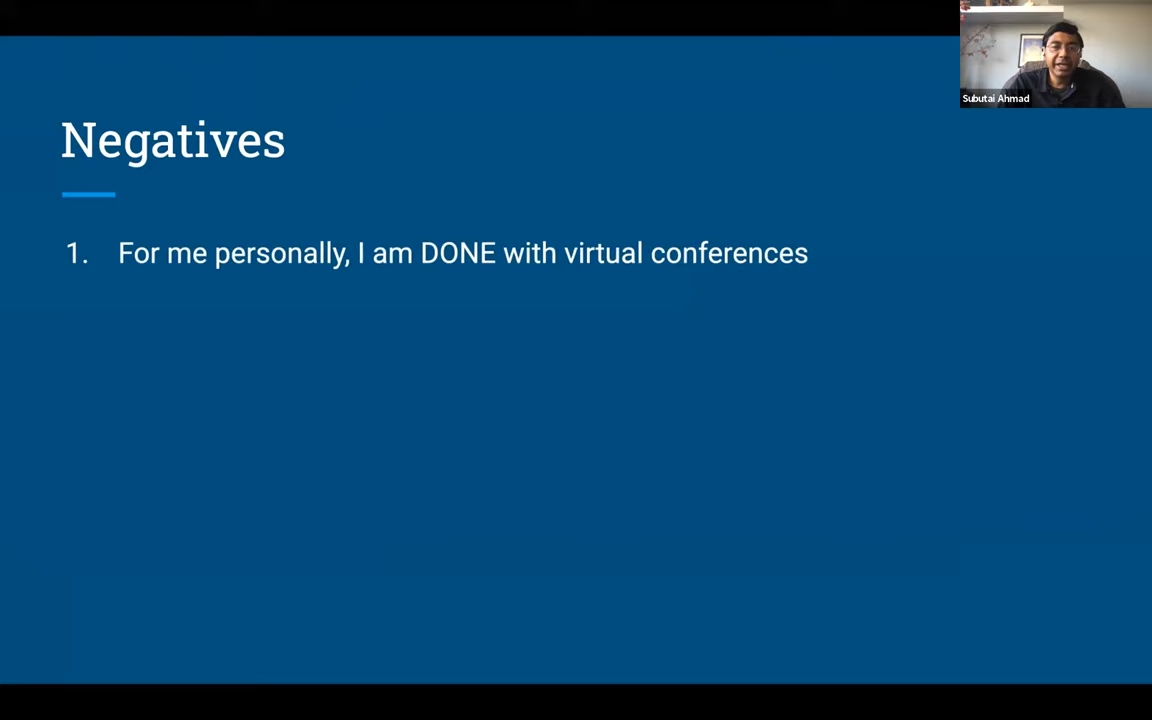 Subutai Ahmad
Negatives
1. For me personally, I am DONE with virtual conferences